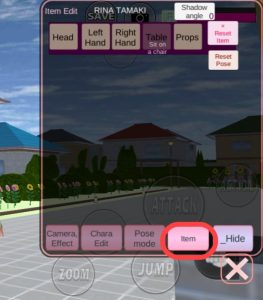 Item Edit RINA TAMAKI
SAVE
Shadow
angle 0
Head
Left
Hand
Right
Hand
Table
Sit on
a chair
Props
×
Reset
Item
Reset
Pose
ATTACK
Camera,
Effect
Chara
Edit
Pose
mode
Item
_Hide
ZOOM
JUMP